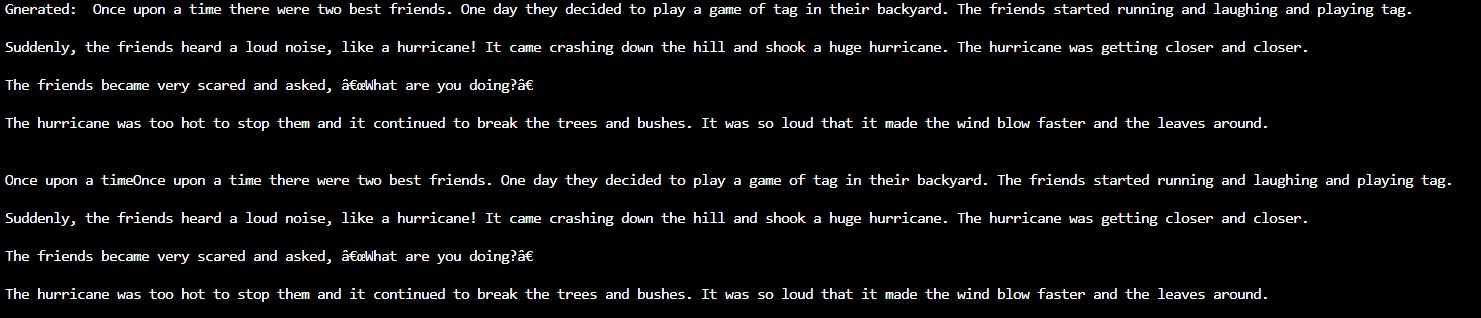 Gnerated:  Once upon a time there were two best friends. One day they decided to play a game of tag in their backyard. The friends started running and laughing and playing tag.
Suddenly, the friends heard a loud noise, like a hurricane! It came crashing down the hill and shook a huge hurricane. The hurricane was getting closer and closer.
The friends became very scared and asked, â€œWhat are you doing?â€
The hurricane was too hot to stop them and it continued to break the trees and bushes. It was so loud that it made the wind blow faster and the leaves around.
Once upon a timeOnce upon a time there were two best friends. One day they decided to play a game of tag in their backyard. The friends started running and laughing and playing tag.
Suddenly, the friends heard a loud noise, like a hurricane! It came crashing down the hill and shook a huge hurricane. The hurricane was getting closer and closer.
The friends became very scared and asked, â€œWhat are you doing?â€
The hurricane was too hot to stop them and it continued to break the trees and bushes. It was so loud that it made the wind blow faster and the leaves around.